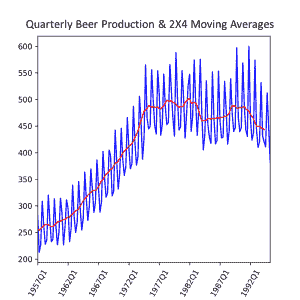 Quarterly Beer Production & 2X4 Moving Averages
600
550
500
450
400
350
300
250
200
1957Q1
1962Q1
1967Q1
1972Q1
1977Q1
1982Q1
1987Q1
1992Q1